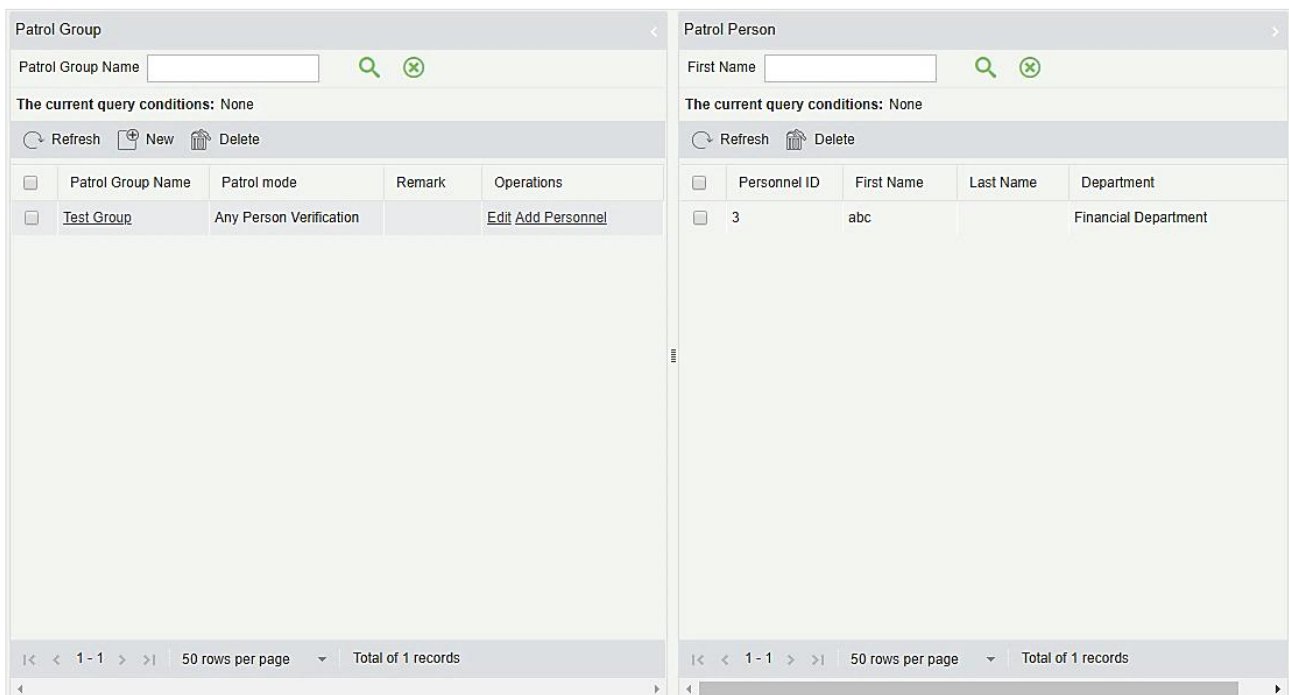 Patrol Group
Patrol Group Name
The current query conditions: None
Refresh New Delete
Patrol Group Name Patrol mode Remark Operations
Test Group Any Person Verification Edit Add Personnel
1 - 1 50 rows per page Total of 1 records
Patrol Person
First Name
The current query conditions: None
Refresh Delete
Personnel ID First Name Last Name Department
3 abc Financial Department
1 - 1 50 rows per page Total of 1 records